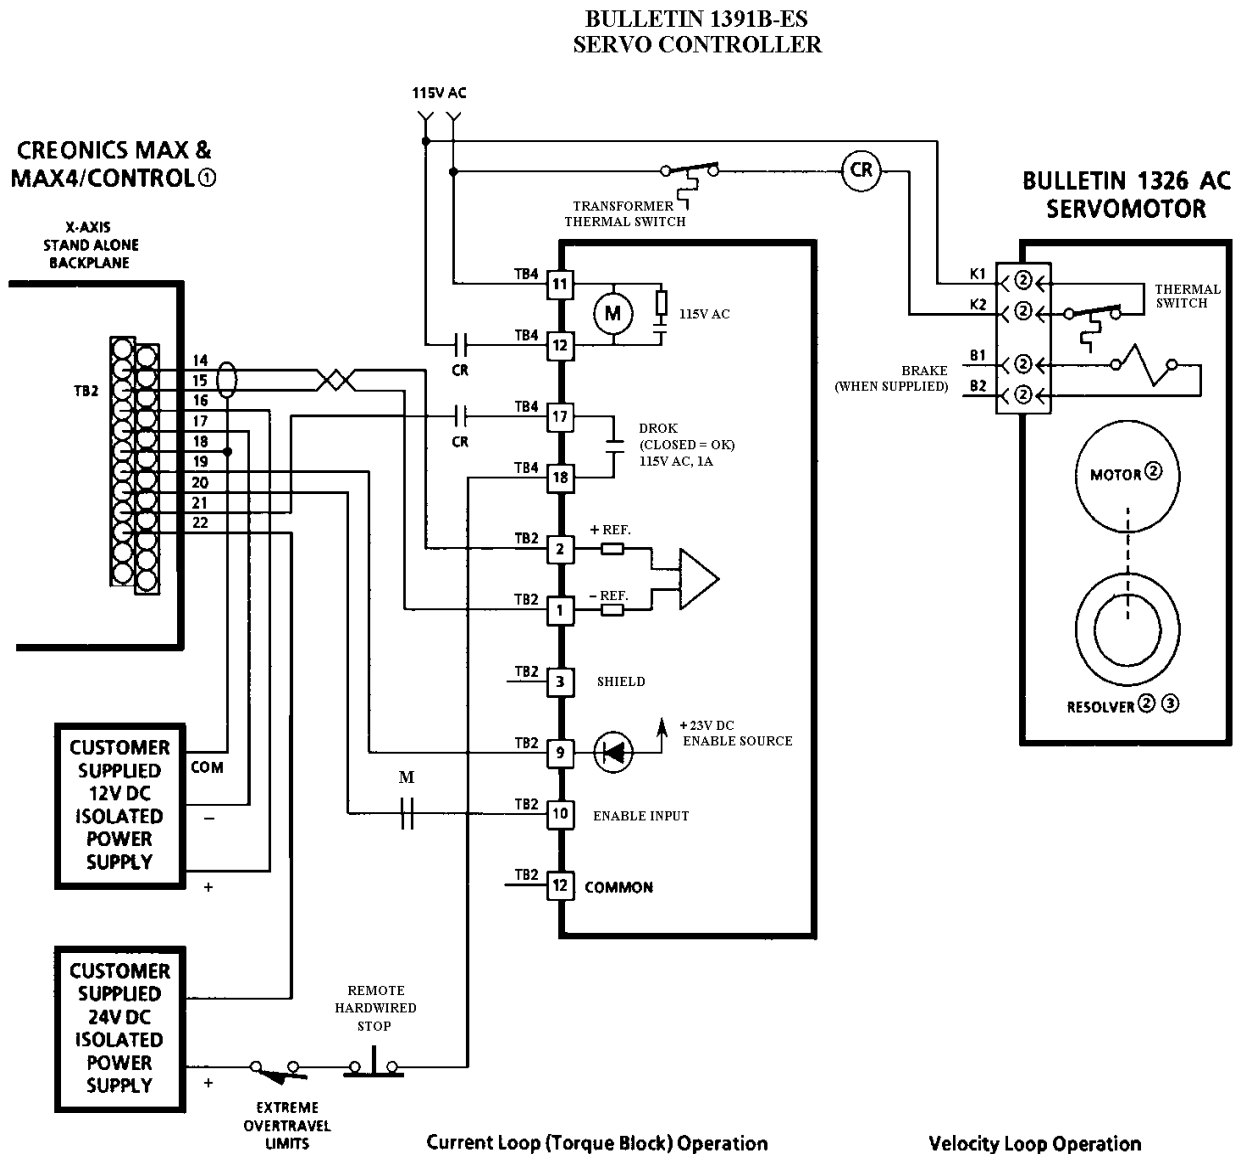 BULLETIN 1391B-ES
SERVO CONTROLLER
115V AC
CREONICS MAX &
MAX4/CONTROL①
X-AXIS
STAND ALONE
BACKPLANE
TB2
14
15
16
17
18
19
20
21
22
TRANSFORMER
THERMAL SWITCH
CR
BULLETIN 1326 AC
SERVOMOTOR
K1
②
THERMAL
SWITCH
K2
②
B1
②
BRAKE
(WHEN SUPPLIED)
B2
②
MOTOR②
RESOLVER② ③
TB4
11
M
115V AC
TB4
12
CR
TB4
17
CR
DROK
(CLOSED = OK)
115V AC, 1A
TB4
18
TB2
2
+ REF.
TB2
1
– REF.
TB2
3
SHIELD
TB2
9
+ 23V DC
ENABLE SOURCE
M
TB2
10
ENABLE INPUT
TB2
12
COMMON
CUSTOMER
SUPPLIED
12V DC
ISOLATED
POWER
SUPPLY
COM
–
+
CUSTOMER
SUPPLIED
24V DC
ISOLATED
POWER
SUPPLY
+
REMOTE
HARDWIRED
STOP
EXTREME
OVERTRAVEL
LIMITS
Current Loop (Torque Block) Operation
Velocity Loop Operation